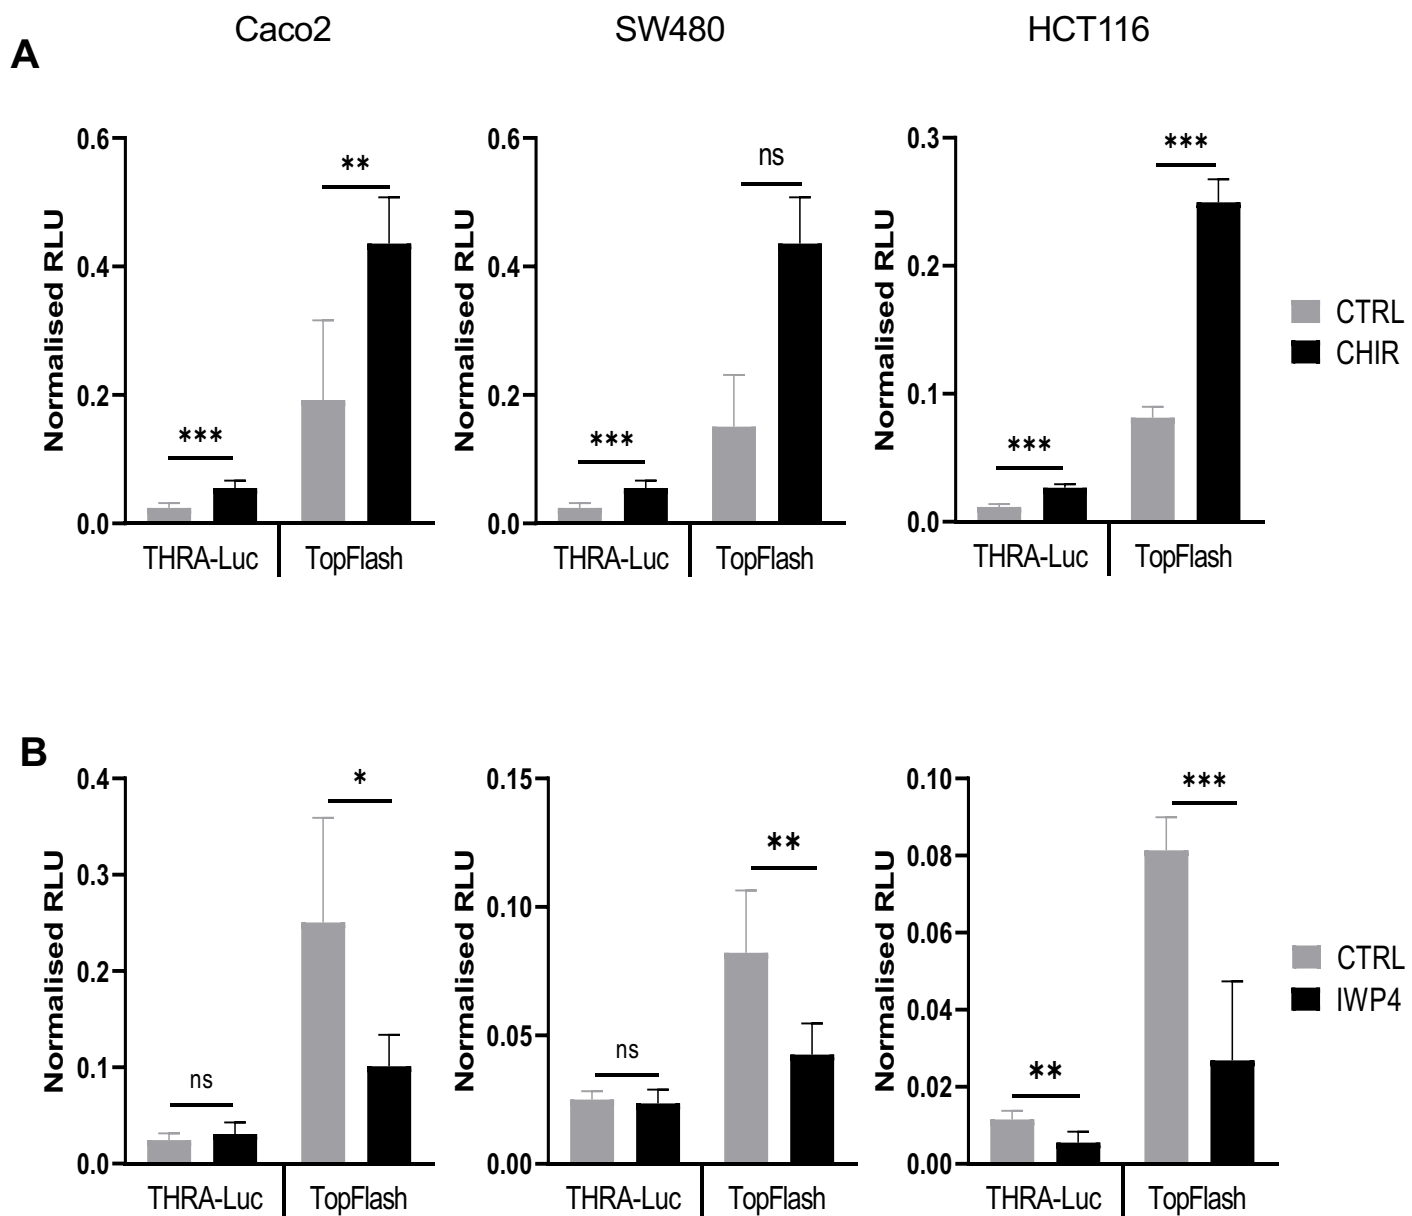 Caco2 SW480 HCT116
A
Normalised RLU
0.6
0.4
0.2
0.0
***
**
THRA-Luc TopFlash
Normalised RLU
0.6
0.4
0.2
0.0
***
ns
THRA-Luc TopFlash
Normalised RLU
0.3
0.2
0.1
0.0
***
***
THRA-Luc TopFlash
CTRL
CHIR
B
Normalised RLU
0.4
0.3
0.2
0.1
0.0
ns
*
THRA-Luc TopFlash
Normalised RLU
0.15
0.10
0.05
0.00
ns
**
THRA-Luc TopFlash
Normalised RLU
0.10
0.08
0.06
0.04
0.02
0.00
**
***
THRA-Luc TopFlash
CTRL
IWP4